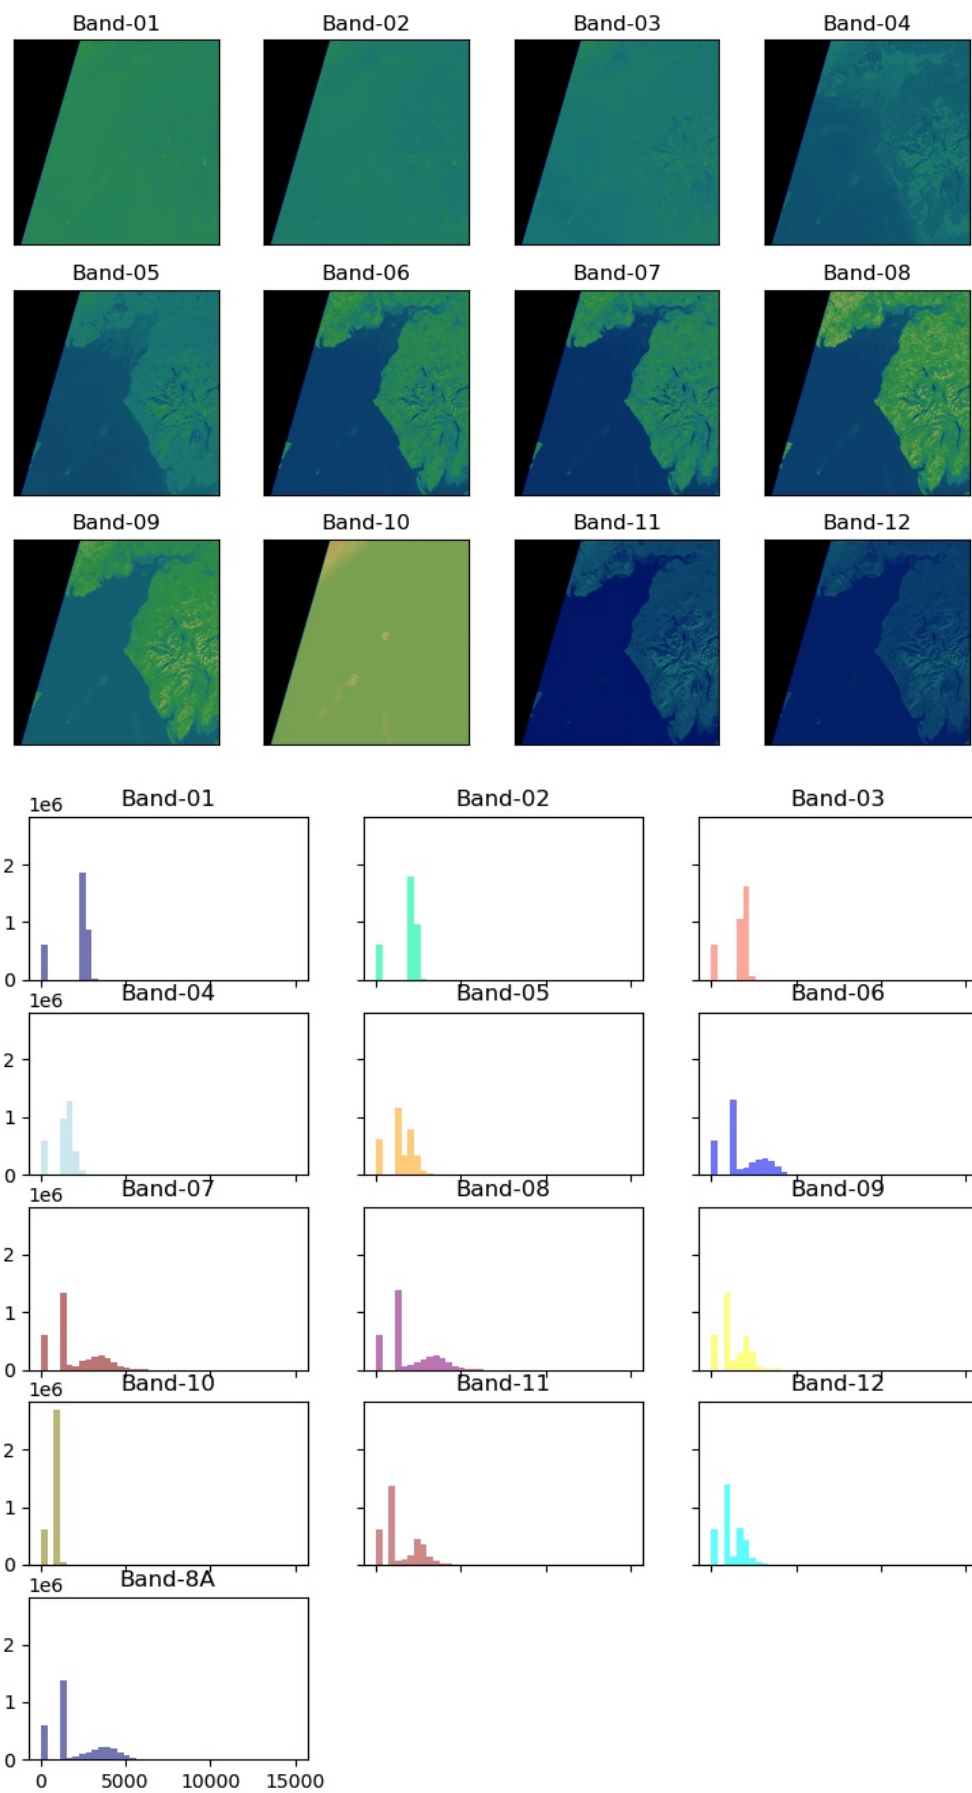 Band-01 Band-02 Band-03 Band-04
Band-05 Band-06 Band-07 Band-08
Band-09 Band-10 Band-11 Band-12
1e6 Band-01 Band-02 Band-03
2
1
0
1e6 Band-04 Band-05 Band-06
2
1
0
1e6 Band-07 Band-08 Band-09
2
1
0
1e6 Band-10 Band-11 Band-12
2
1
0
1e6 Band-8A
2
1
0
0 5000 10000 15000